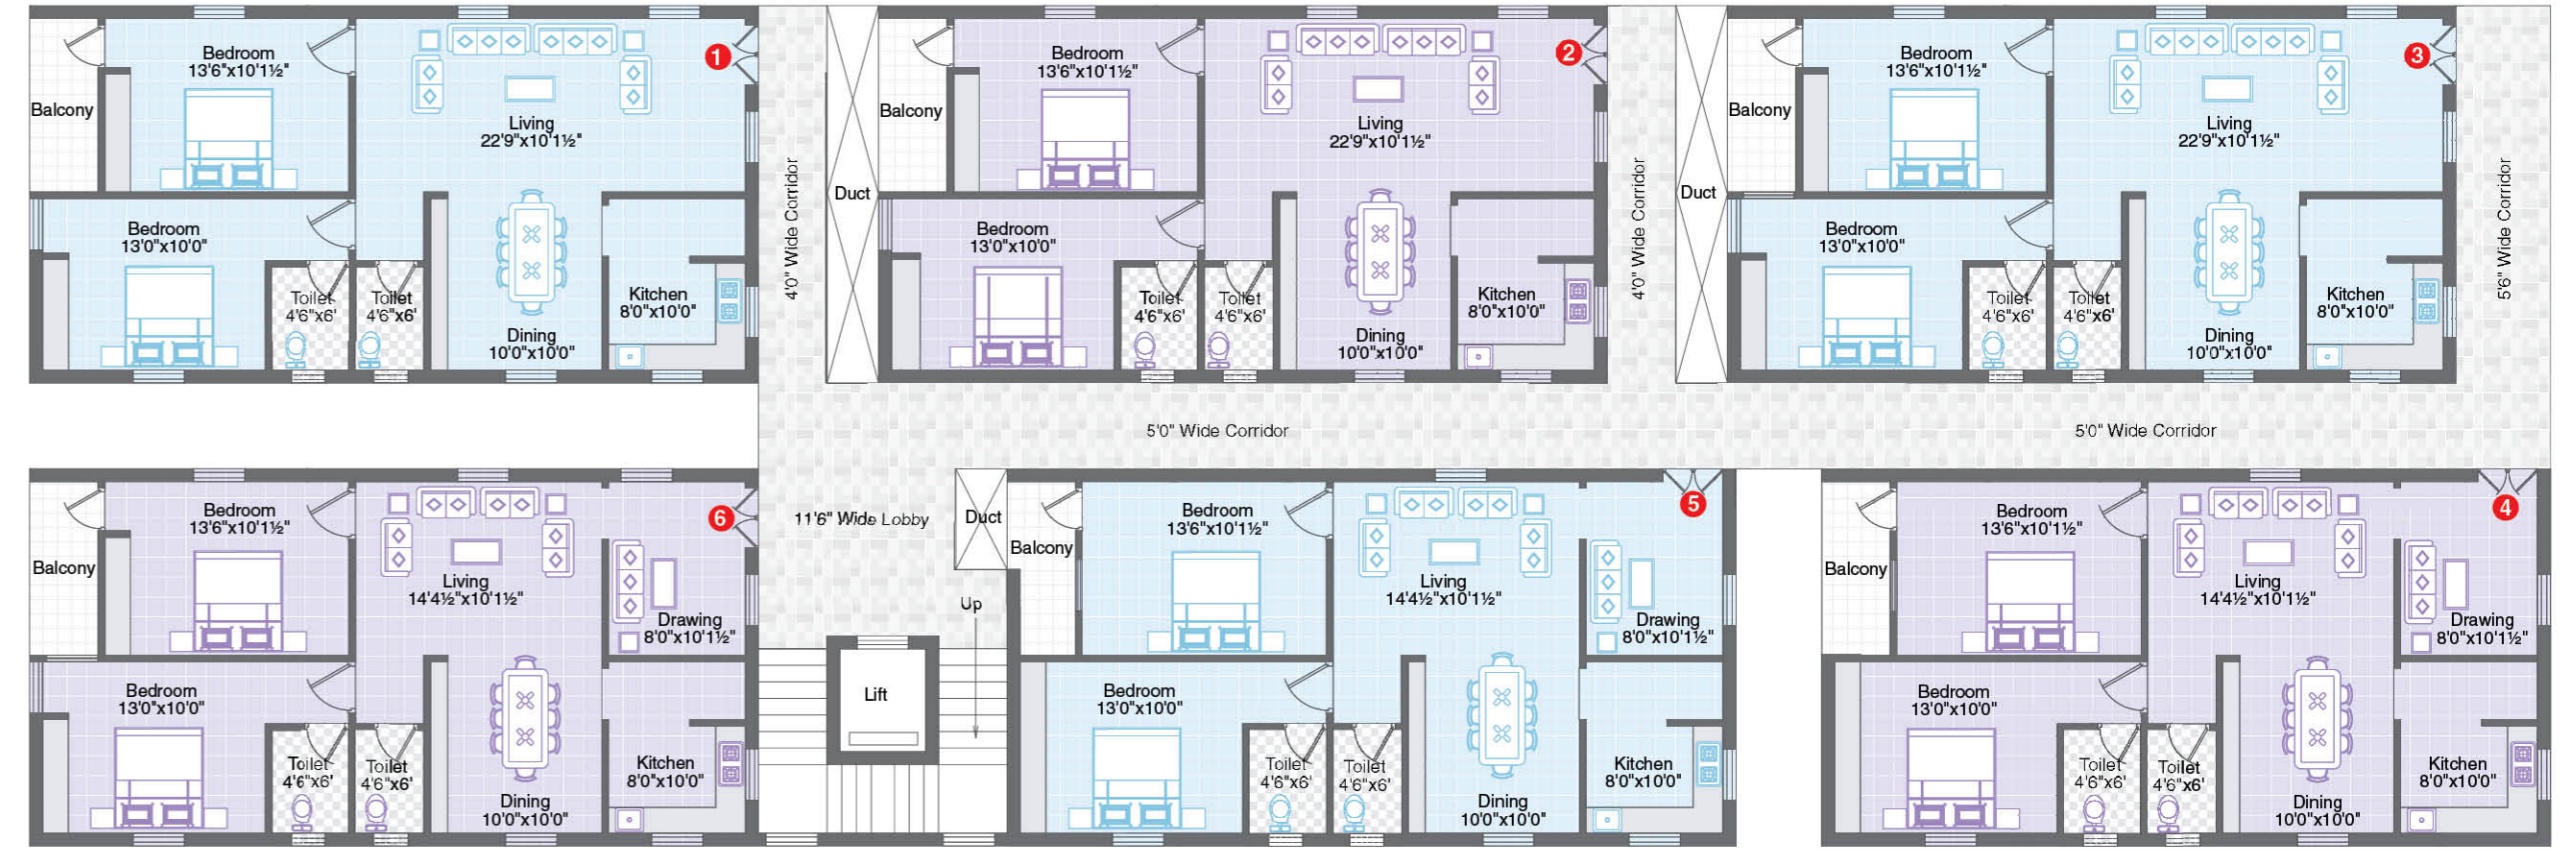 Bedroom
13'6"x10'1½"
1
Balcony
Living
22'9"x10'1½"
Bedroom
13'0"x10'0"
Toilet
4'6"x6'
Toilet
4'6"x6'
Kitchen
8'0"x10'0"
Dining
10'0"x10'0"
4'0" Wide Corridor
Duct
Bedroom
13'6"x10'1½"
2
Balcony
Living
22'9"x10'1½"
Bedroom
13'0"x10'0"
Toilet
4'6"x6'
Toilet
4'6"x6'
Kitchen
8'0"x10'0"
Dining
10'0"x10'0"
4'0" Wide Corridor
Duct
Bedroom
13'6"x10'1½"
3
Balcony
Living
22'9"x10'1½"
Bedroom
13'0"x10'0"
Toilet
4'6"x6'
Toilet
4'6"x6'
Kitchen
8'0"x10'0"
Dining
10'0"x10'0"
5'6" Wide Corridor
5'0" Wide Corridor
5'0" Wide Corridor
Bedroom
13'6"x10'1½"
6
Balcony
Living
14'4½"x10'1½"
Drawing
8'0"x10'1½"
Bedroom
13'0"x10'0"
Toilet
4'6"x6'
Toilet
4'6"x6'
Kitchen
8'0"x10'0"
Dining
10'0"x10'0"
11'6" Wide Lobby
Duct
Up
Lift
Bedroom
13'6"x10'1½"
5
Balcony
Living
14'4½"x10'1½"
Drawing
8'0"x10'1½"
Bedroom
13'0"x10'0"
Toilet
4'6"x6'
Toilet
4'6"x6'
Kitchen
8'0"x10'0"
Dining
10'0"x10'0"
Bedroom
13'6"x10'1½"
4
Balcony
Living
14'4½"x10'1½"
Drawing
8'0"x10'1½"
Bedroom
13'0"x10'0"
Toilet
4'6"x6'
Toilet
4'6"x6'
Kitchen
8'0"x10'0"
Dining
10'0"x10'0"